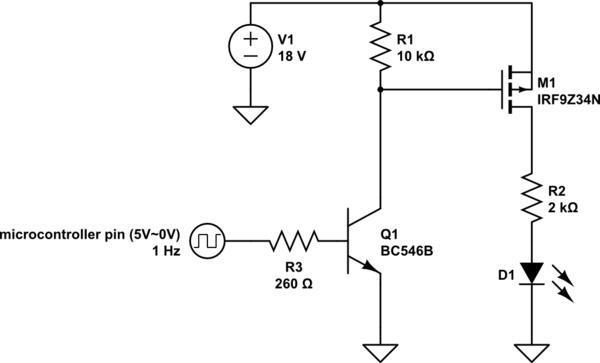 V1
18 V
R1
10 kΩ
M1
IRF9Z34N
R2
2 kΩ
microcontroller pin (5V~0V)
1 Hz
Q1
BC546B
R3
260 Ω
D1